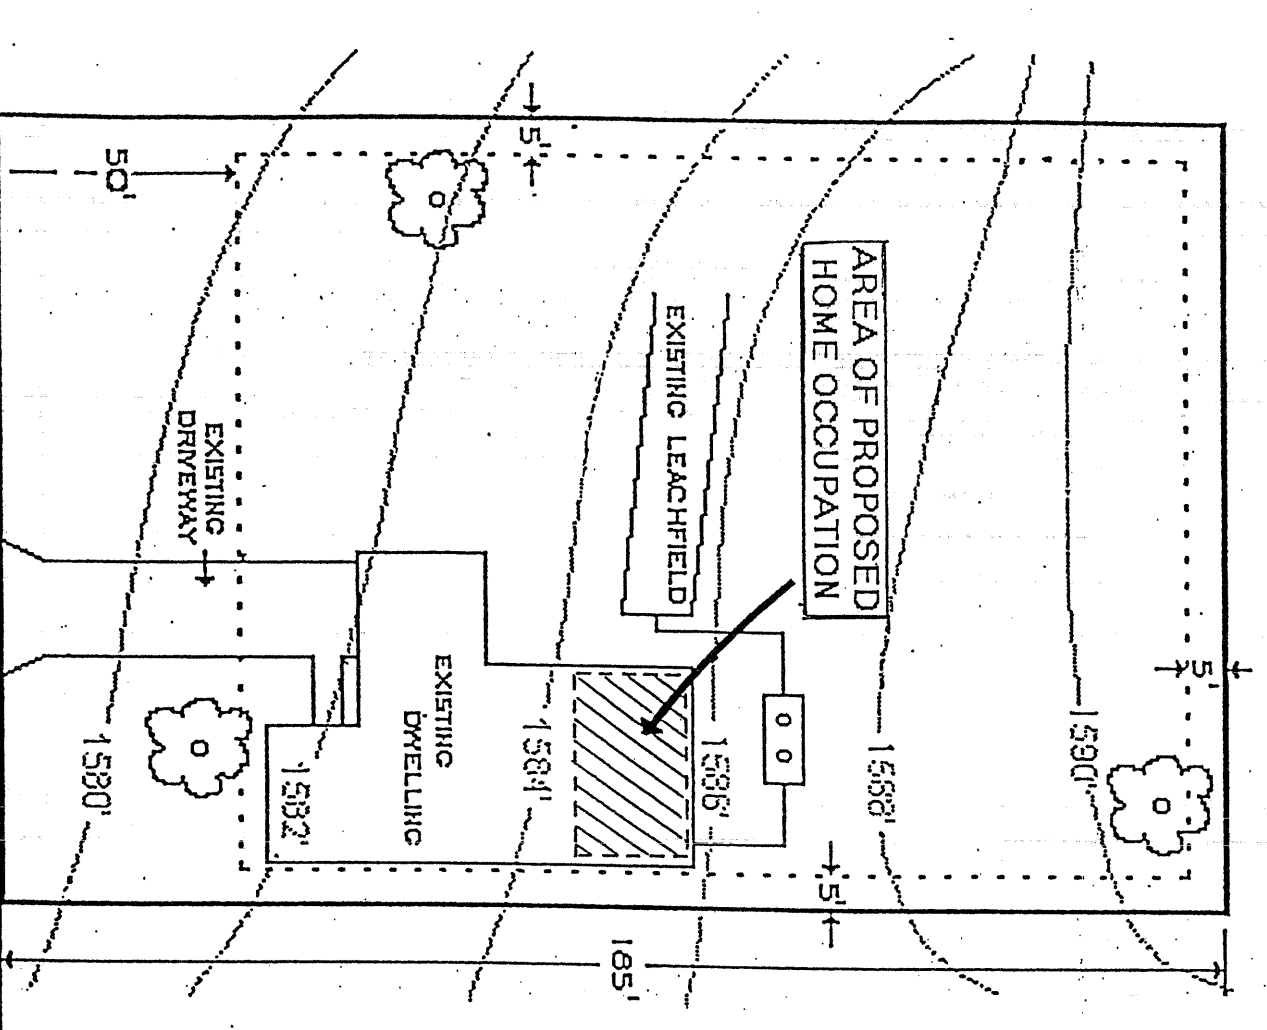 5'
50'
AREA OF PROPOSED
HOME OCCUPATION
EXISTING LEACHFIELD
EXISTING
DRIVEWAY
5'
EXISTING
DWELLING
1580'
1582'
1584'
1586'
1588'
1590'
5'
185'